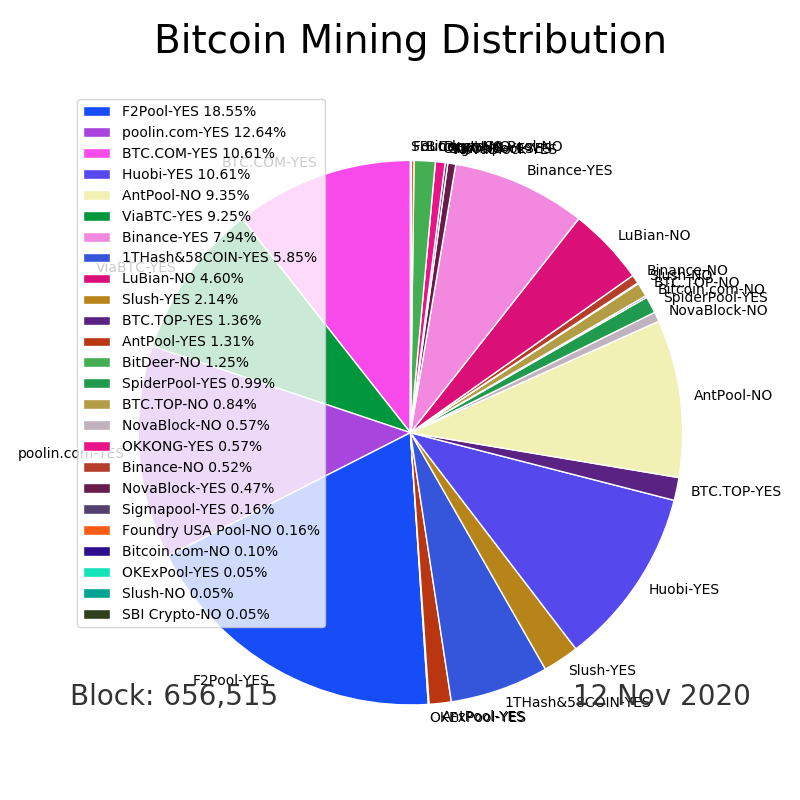 Bitcoin Mining Distribution
F2Pool-YES 18.55%
poolin.com-YES 12.64%
BTC.COM-YES 10.61%
Huobi-YES 10.61%
AntPool-NO 9.35%
ViaBTC-YES 9.25%
Binance-YES 7.94%
1THash&58COIN-YES 5.85%
LuBian-NO 4.60%
Slush-YES 2.14%
BTC.TOP-YES 1.36%
AntPool-YES 1.31%
BitDeer-NO 1.25%
SpiderPool-YES 0.99%
BTC.TOP-NO 0.84%
NovaBlock-NO 0.57%
OKKONG-YES 0.57%
Binance-NO 0.52%
NovaBlock-YES 0.47%
Sigmapool-YES 0.16%
Foundry USA Pool-NO 0.16%
Bitcoin.com-NO 0.10%
OKExPool-YES 0.05%
Slush-NO 0.05%
SBI Crypto-NO 0.05%
BTC.COM-YES
ViaBTC-YES
poolin.com-YES
F2Pool-YES
Binance-YES
LuBian-NO
Binance-NO
Slush-NO
BTC.TOP-NO
Bitcoin.com-NO
SpiderPool-YES
NovaBlock-NO
AntPool-NO
BTC.TOP-YES
Huobi-YES
Slush-YES
1THash&58COIN-YES
AntPool-YES
OKExPool-YES
Block: 656,515
12 Nov 2020